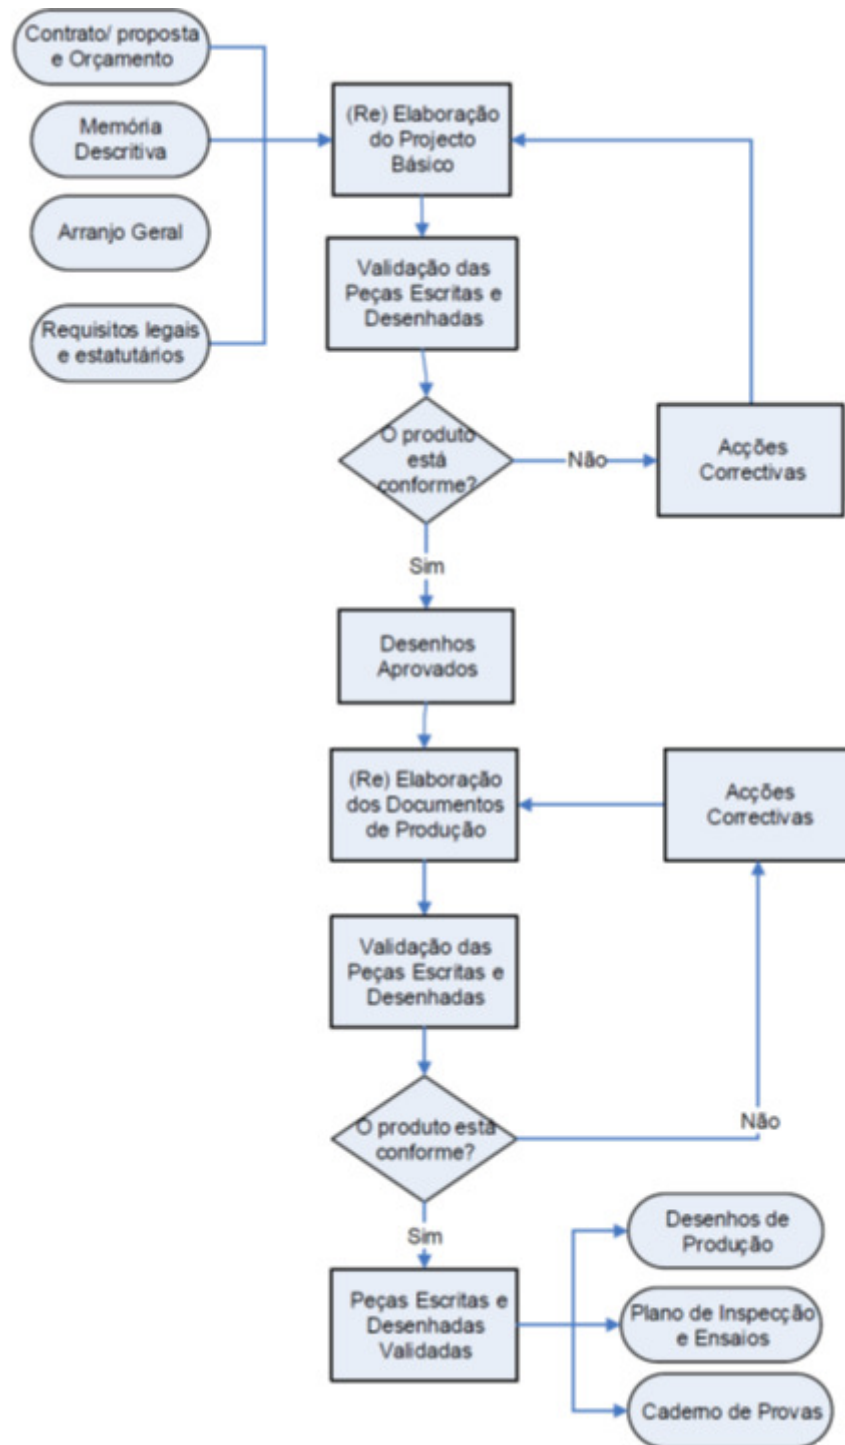 Contrato/ proposta
e Orçamento
Memória
Descritiva
Arranjo Geral
Requisitos legais
e estatutários
(Re) Elaboração
do Projecto
Básico
Validação das
Peças Escritas e
Desenhadas
O produto
está
conforme?
Não
Acções
Correctivas
Sim
Desenhos
Aprovados
(Re) Elaboração
dos Documentos
de Produção
Acções
Correctivas
Validação das
Peças Escritas e
Desenhadas
O produto está
conforme?
Não
Sim
Peças Escritas e
Desenhadas
Validadas
Desenhos de
Produção
Plano de Inspecção
e Ensaios
Caderno de Provas